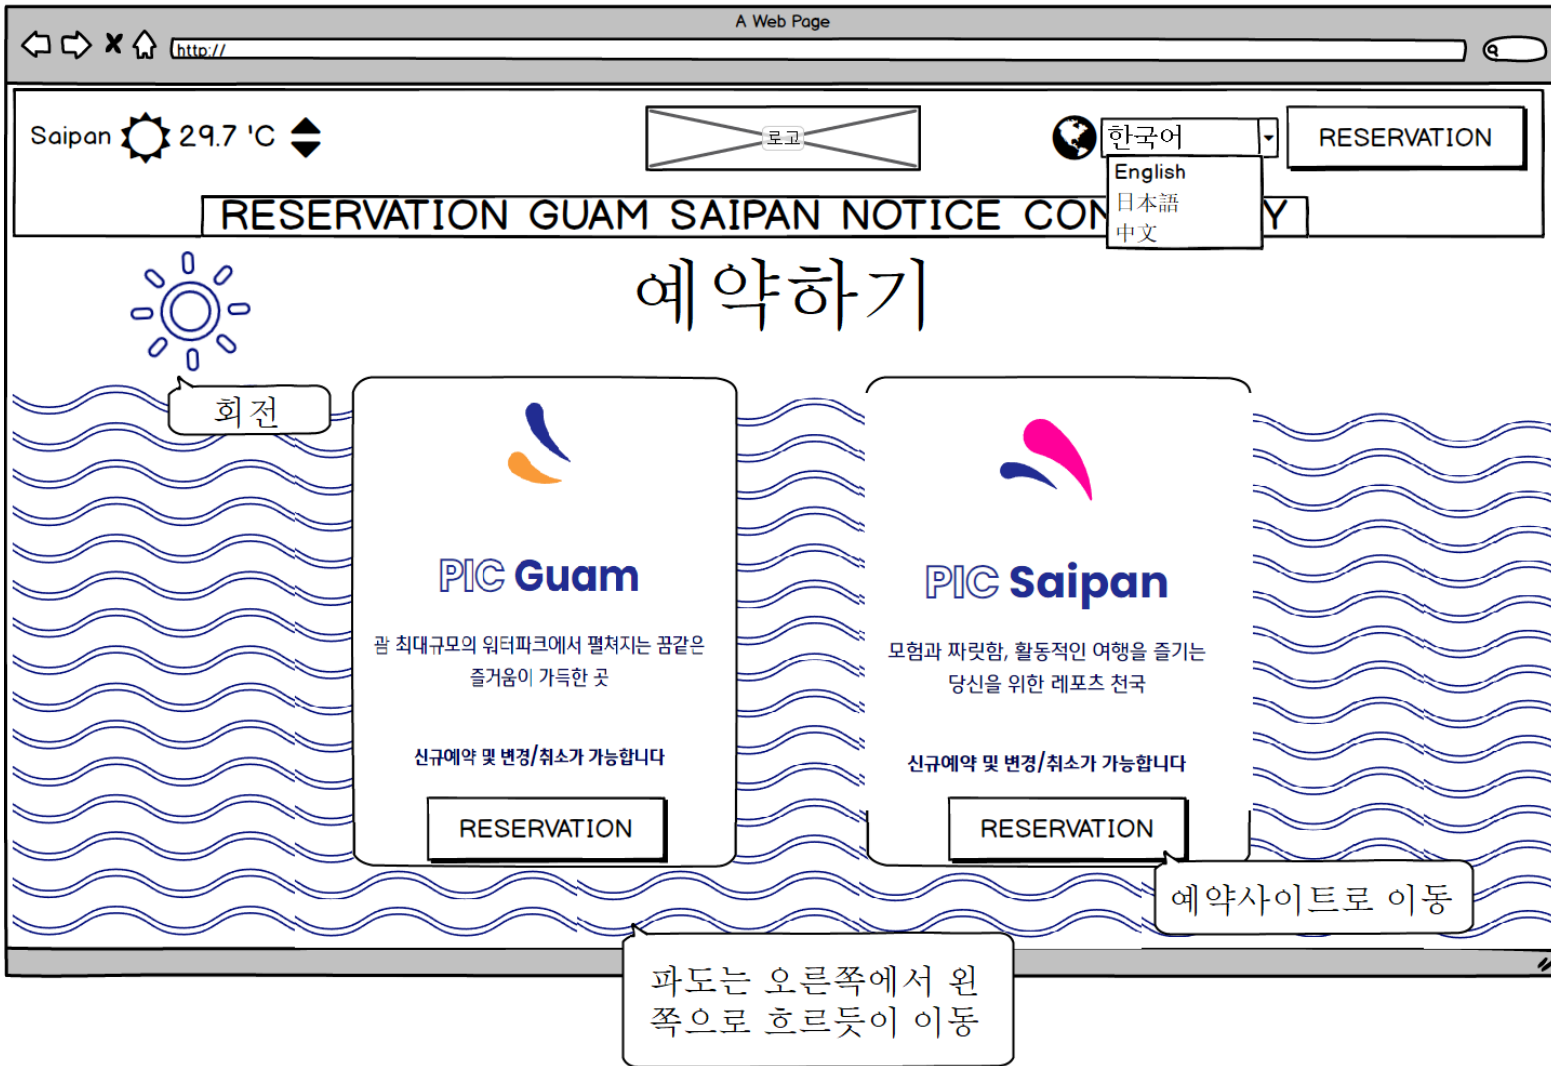 A Web Page
http://
Saipan 29.7 'C
로고
한국어
RESERVATION
English
日本語
中文
RESERVATION GUAM SAIPAN NOTICE CON Y
예약하기
회전
PIC Guam
괌 최대규모의 워터파크에서 펼쳐지는 꿈같은
즐거움이 가득한 곳
신규예약 및 변경/취소가 가능합니다
RESERVATION
PIC Saipan
모험과 짜릿함, 활동적인 여행을 즐기는
당신을 위한 레포츠 천국
신규예약 및 변경/취소가 가능합니다
RESERVATION
예약사이트로 이동
파도는 오른쪽에서 왼
쪽으로 흐르듯이 이동